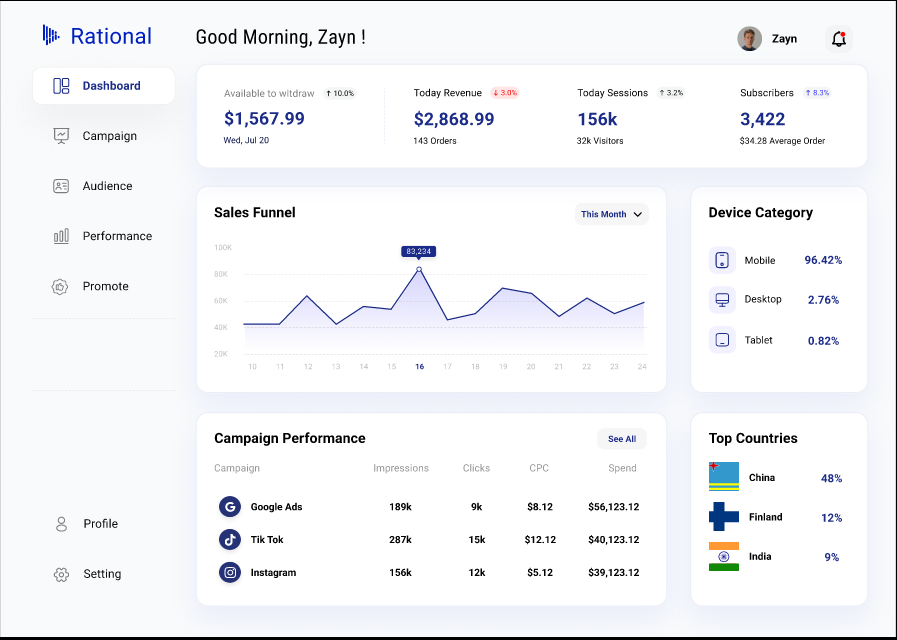 Rational
Good Morning, Zayn !
Zayn
Dashboard
Campaign
Audience
Performance
Promote
Profile
Setting
Available to witdraw ↑ 10.0%
$1,567.99
Wed, Jul 20
Today Revenue ↓ 3.0%
$2,868.99
143 Orders
Today Sessions ↑ 3.2%
156k
32k Visitors
Subscribers ↑ 8.3%
3,422
$34.28 Average Order
Sales Funnel
This Month
100K
80K
60K
40K
20K
83,234
10 11 12 13 14 15 16 17 18 19 20 21 22 23 24
Device Category
Mobile 96.42%
Desktop 2.76%
Tablet 0.82%
Campaign Performance
See All
Campaign Impressions Clicks CPC Spend
Google Ads 189k 9k $8.12 $56,123.12
Tik Tok 287k 15k $12.12 $40,123.12
Instagram 156k 12k $5.12 $39,123.12
Top Countries
China 48%
Finland 12%
India 9%